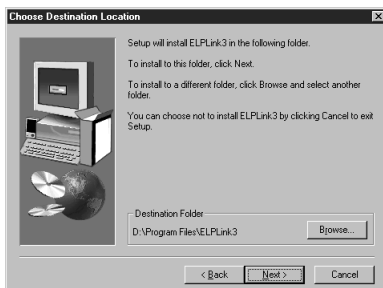 Choose Destination Location
Setup will install ELPLink3 in the following folder.
To install to this folder, click Next.
To install to a different folder, click Browse and select another
folder.
You can choose not to install ELPLink3 by clicking Cancel to exit
Setup.
Destination Folder
D:\Program Files\ELPLink3
Browse...
< Back
Next >
Cancel